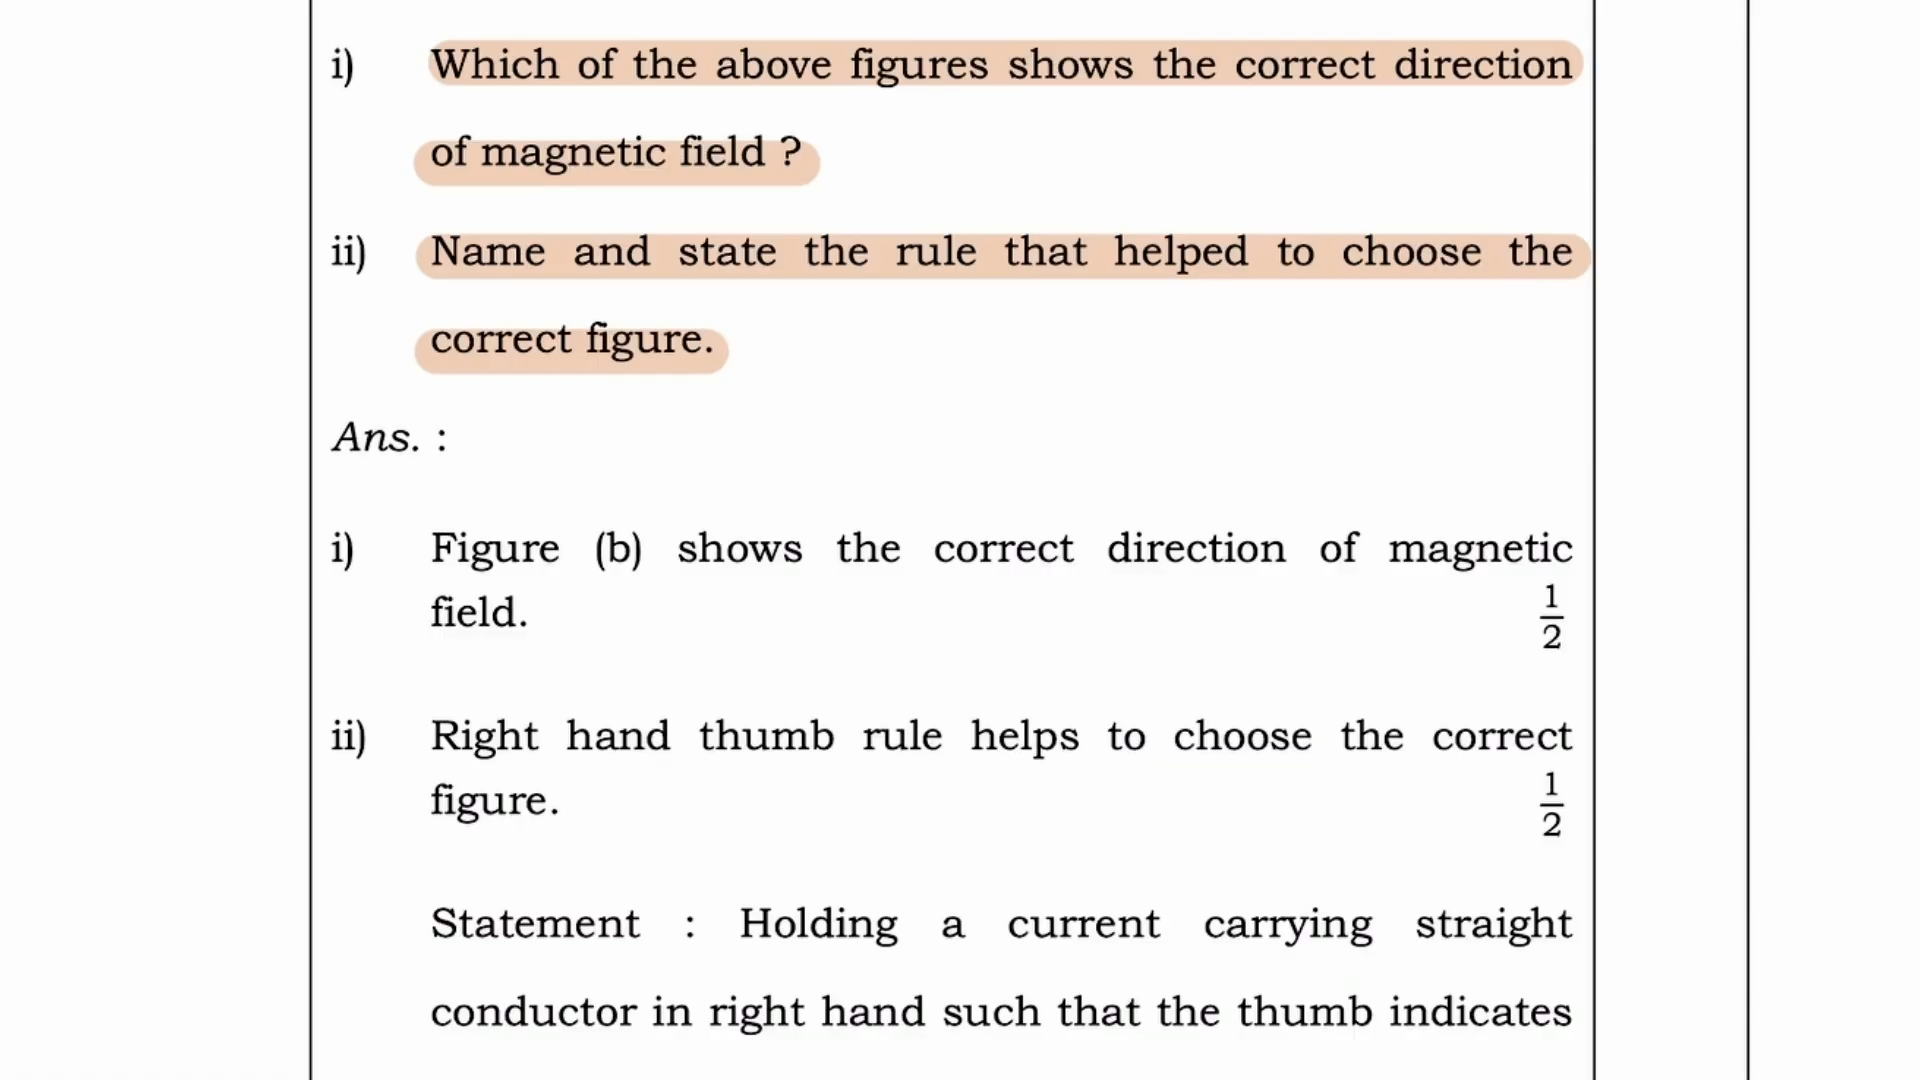 i) Which of the above figures shows the correct direction
of magnetic field ?
ii) Name and state the rule that helped to choose the
correct figure.
Ans. :
i) Figure (b) shows the correct direction of magnetic
field. 1/2
ii) Right hand thumb rule helps to choose the correct
figure. 1/2
Statement : Holding a current carrying straight
conductor in right hand such that the thumb indicates